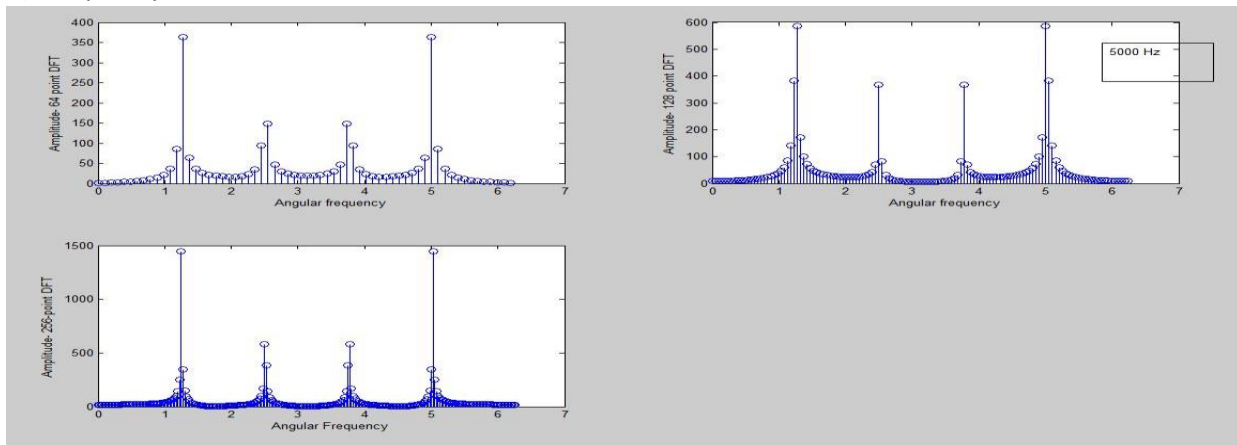 400
350
300
250
200
150
100
50
0
Amplitude- 64 point DFT
0 1 2 3 4 5 6 7
Angular frequency
600
500
400
300
200
100
0
Amplitude- 128 point DFT
5000 Hz
0 1 2 3 4 5 6 7
Angular frequency
1500
1000
500
0
Amplitude- 256-point DFT
0 1 2 3 4 5 6 7
Angular Frequency